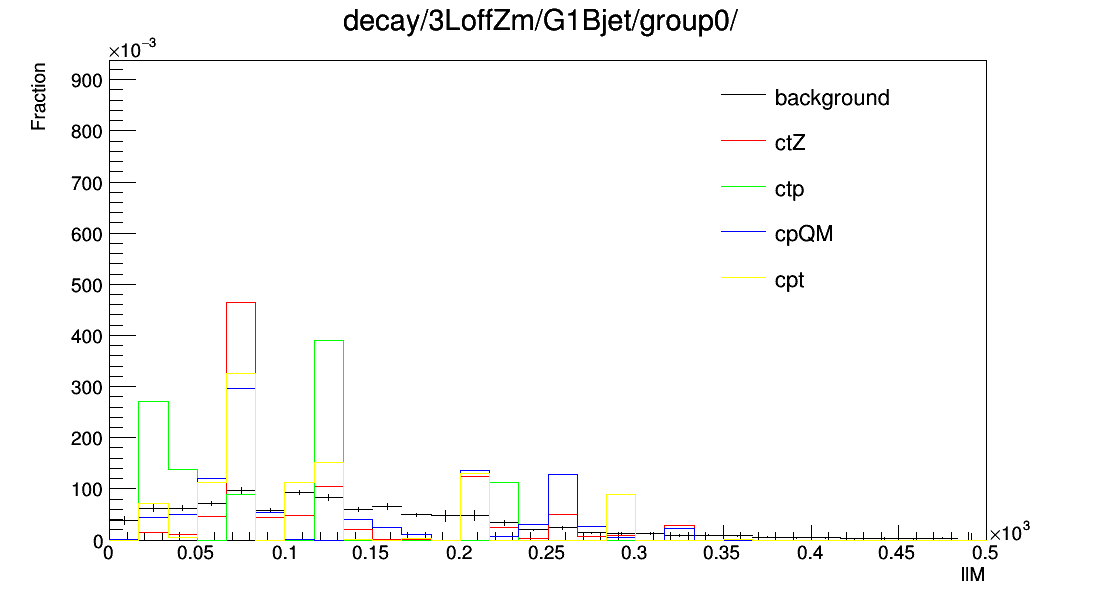 decay/3LoffZm/G1Bjet/group0/
×10⁻³
Fraction
900
800
700
600
500
400
300
200
100
0
background
ctZ
ctp
cpQM
cpt
0 0.05 0.1 0.15 0.2 0.25 0.3 0.35 0.4 0.45 0.5
×10³
llM